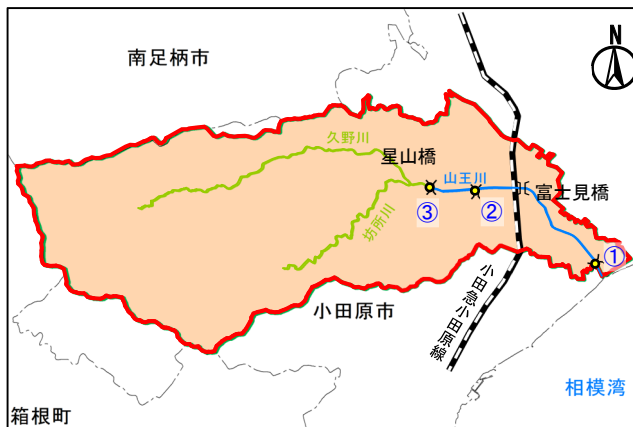 N
南足柄市
久野川
星山橋
山王川
富士見橋
③
②
坊所川
①
小田原市
小田急小田原線
相模湾
箱根町